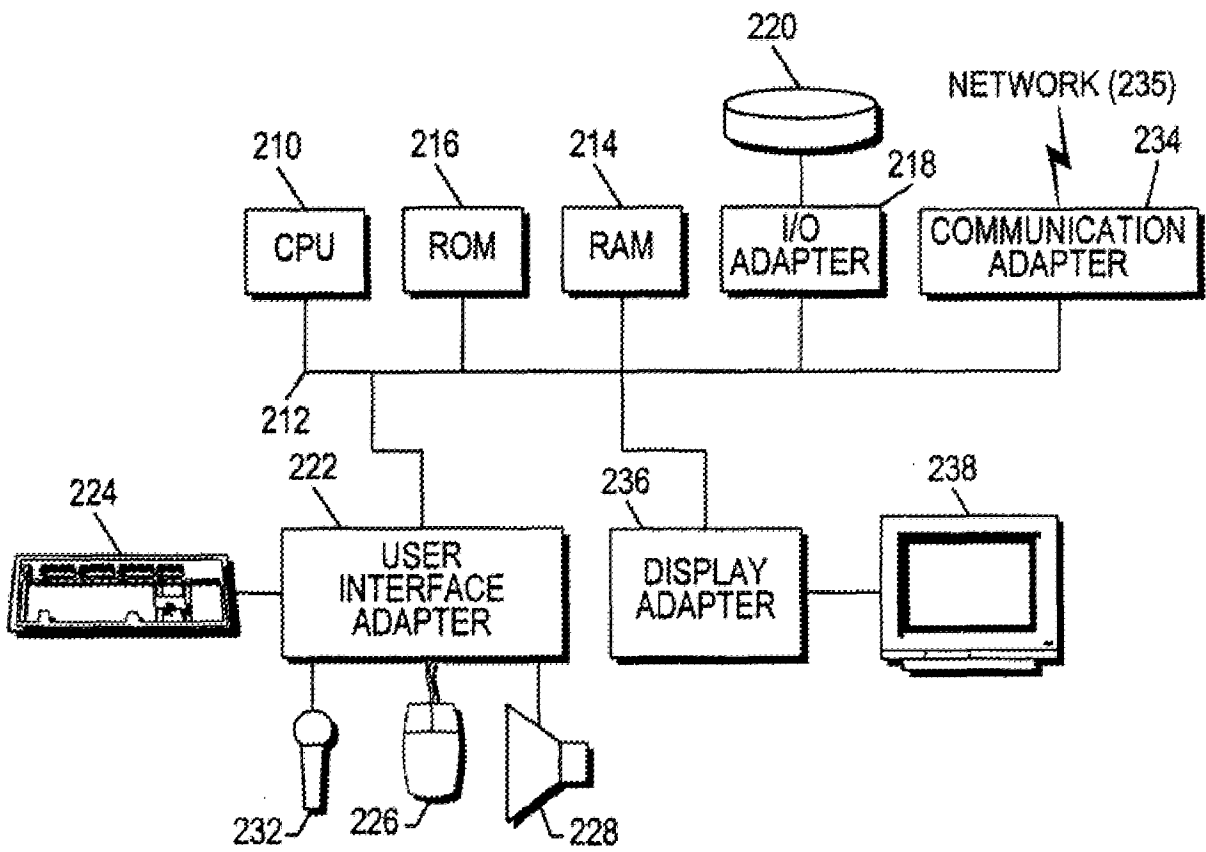 220
NETWORK (235)
210
216
214
218
234
CPU
ROM
RAM
I/O
ADAPTER
COMMUNICATION
ADAPTER
212
222
224
236
238
USER
INTERFACE
ADAPTER
DISPLAY
ADAPTER
232
226
228